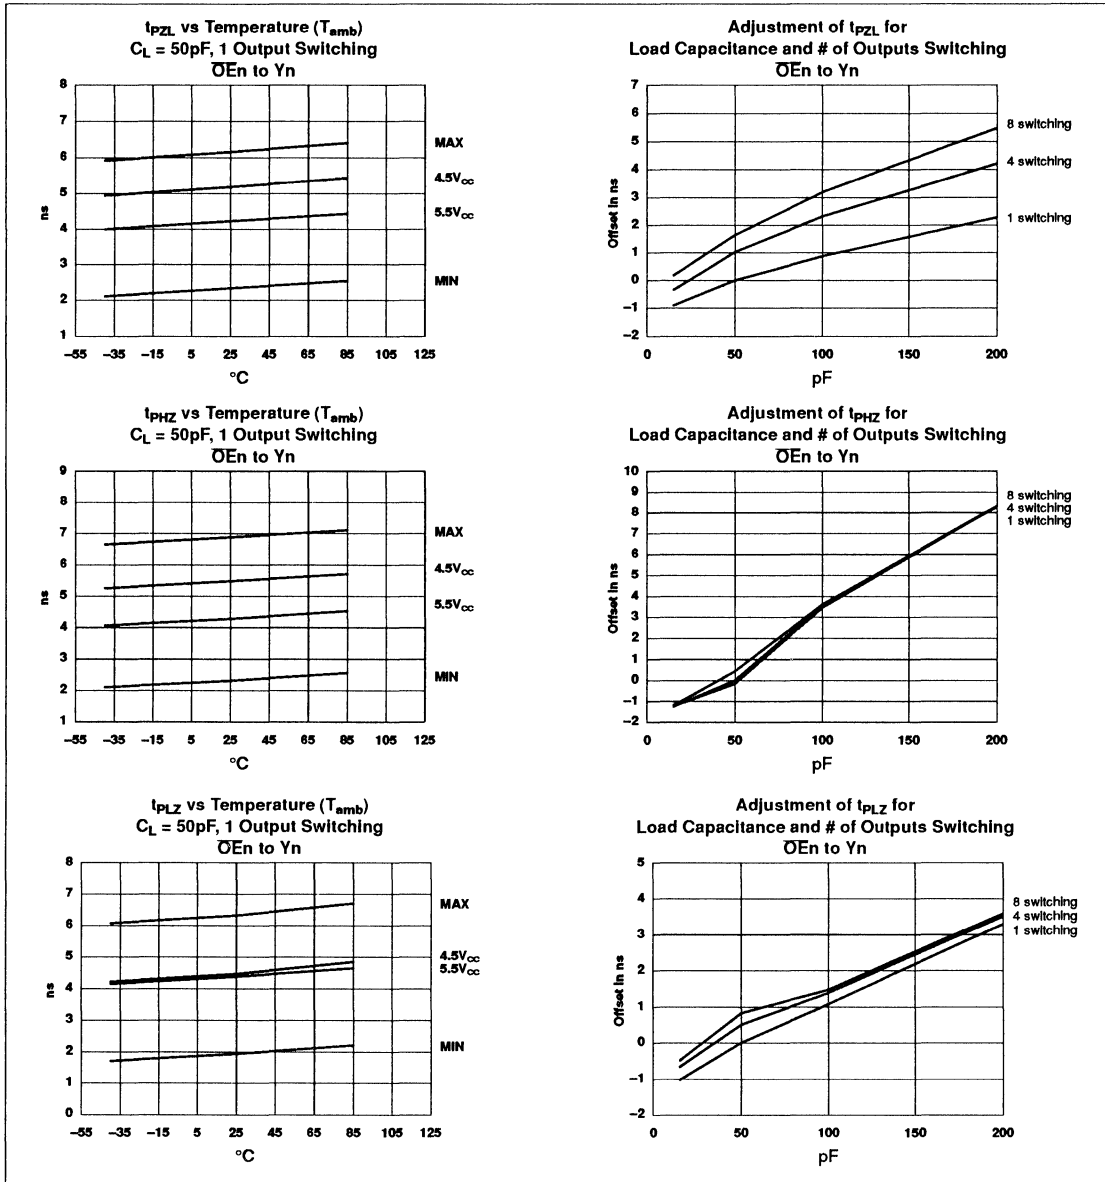 tPZL vs Temperature (Tamb)
CL = 50pF, 1 Output Switching
OEn to Yn
8
7
6
5
4
3
2
1
ns
–55 –35 –15 5 25 45 65 85 105 125
°C
MAX
4.5VCC
5.5VCC
MIN
Adjustment of tPZL for
Load Capacitance and # of Outputs Switching
OEn to Yn
7
6
5
4
3
2
1
0
–1
–2
Offset in ns
0 50 100 150 200
pF
8 switching
4 switching
1 switching
tPHZ vs Temperature (Tamb)
CL = 50pF, 1 Output Switching
OEn to Yn
9
8
7
6
5
4
3
2
1
ns
–55 –35 –15 5 25 45 65 85 105 125
°C
MAX
4.5VCC
5.5VCC
MIN
Adjustment of tPHZ for
Load Capacitance and # of Outputs Switching
OEn to Yn
10
9
8
7
6
5
4
3
2
1
0
–1
–2
Offset in ns
0 50 100 150 200
pF
8 switching
4 switching
1 switching
tPLZ vs Temperature (Tamb)
CL = 50pF, 1 Output Switching
OEn to Yn
8
7
6
5
4
3
2
1
0
ns
–55 –35 –15 5 25 45 65 85 105 125
°C
MAX
4.5VCC
5.5VCC
MIN
Adjustment of tPLZ for
Load Capacitance and # of Outputs Switching
OEn to Yn
5
4
3
2
1
0
–1
–2
Offset in ns
0 50 100 150 200
pF
8 switching
4 switching
1 switching